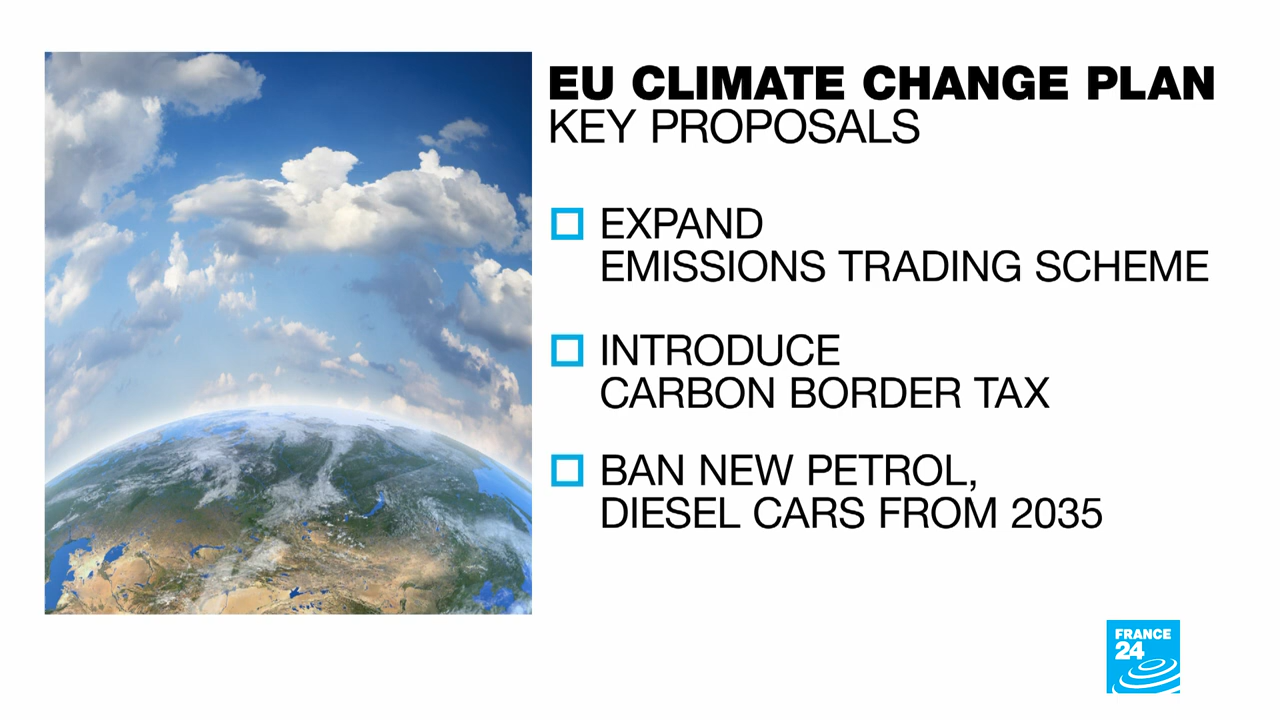 EU CLIMATE CHANGE PLAN
KEY PROPOSALS
EXPAND
EMISSIONS TRADING SCHEME
INTRODUCE
CARBON BORDER TAX
BAN NEW PETROL,
DIESEL CARS FROM 2035
FRANCE
24